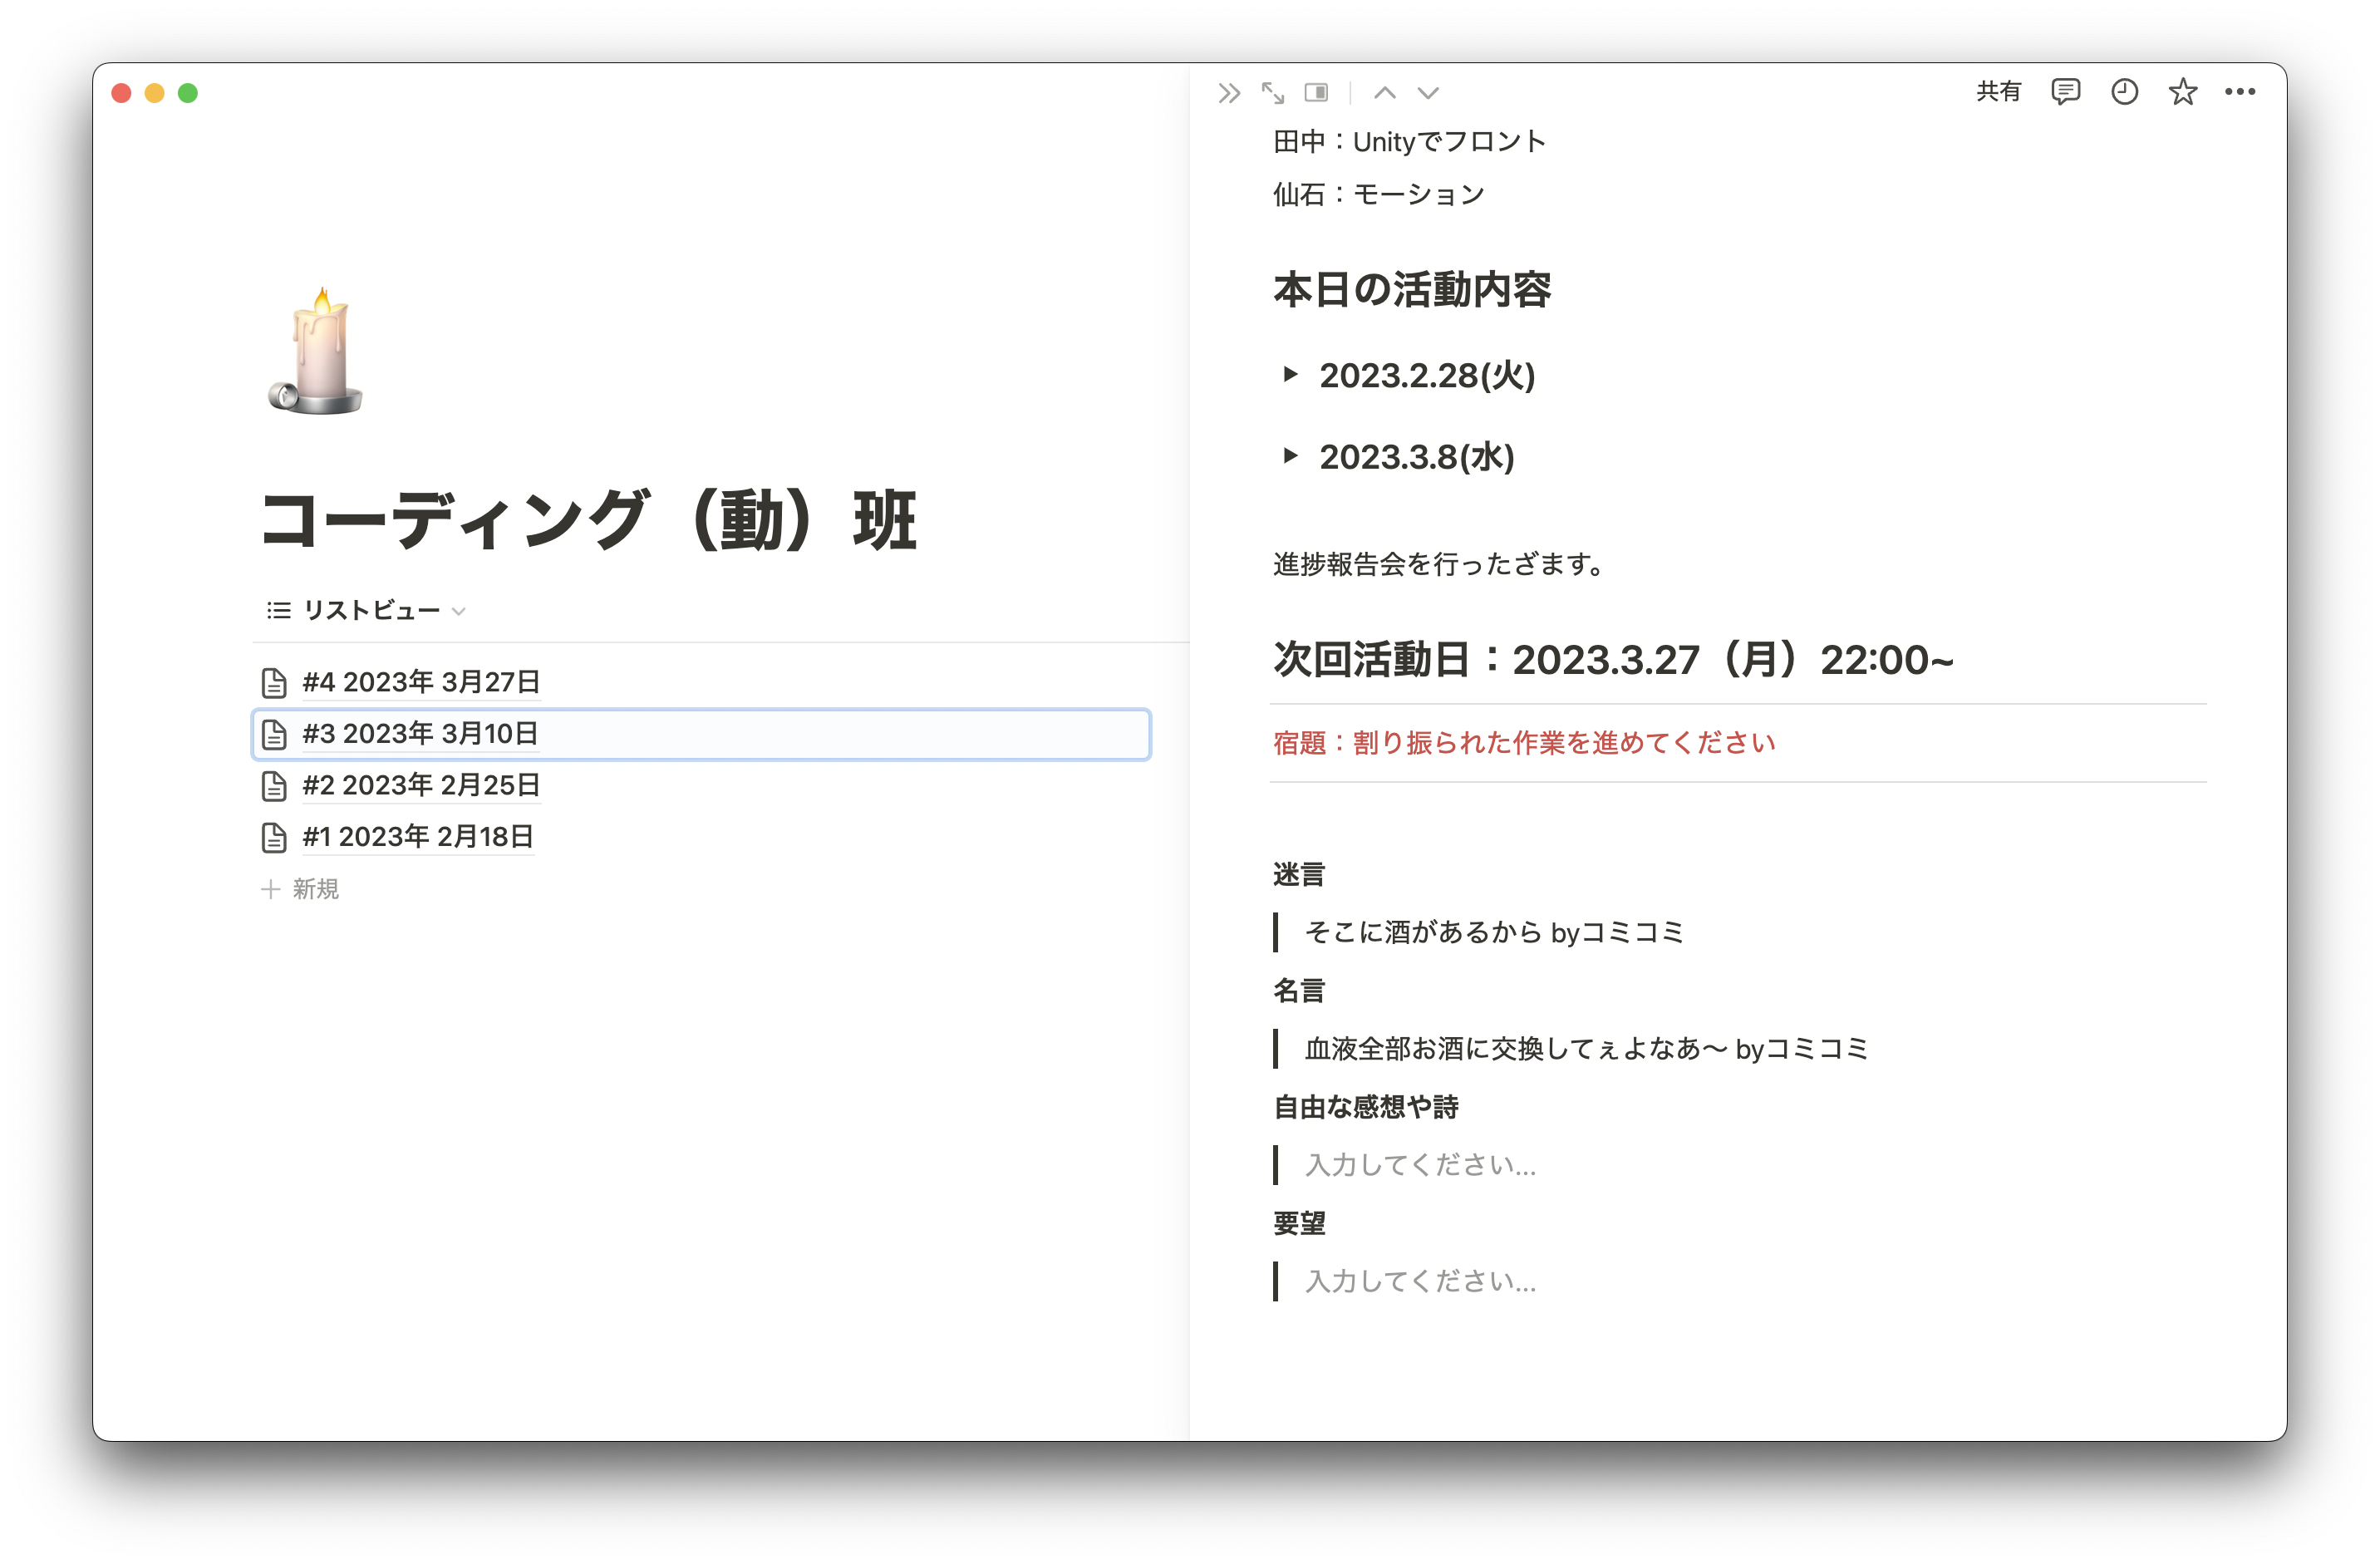 コーディング（動）班
リストビュー
#4 2023年 3月27日
#3 2023年 3月10日
#2 2023年 2月25日
#1 2023年 2月18日
新規
共有
田中：Unityでフロント
仙石：モーション
本日の活動内容
2023.2.28(火)
2023.3.8(水)
進捗報告会を行ったざます。
次回活動日：2023.3.27（月）22:00~
宿題：割り振られた作業を進めてください
迷言
そこに酒があるから byコミコミ
名言
血液全部お酒に交換してぇよなあ〜 byコミコミ
自由な感想や詩
入力してください...
要望
入力してください...